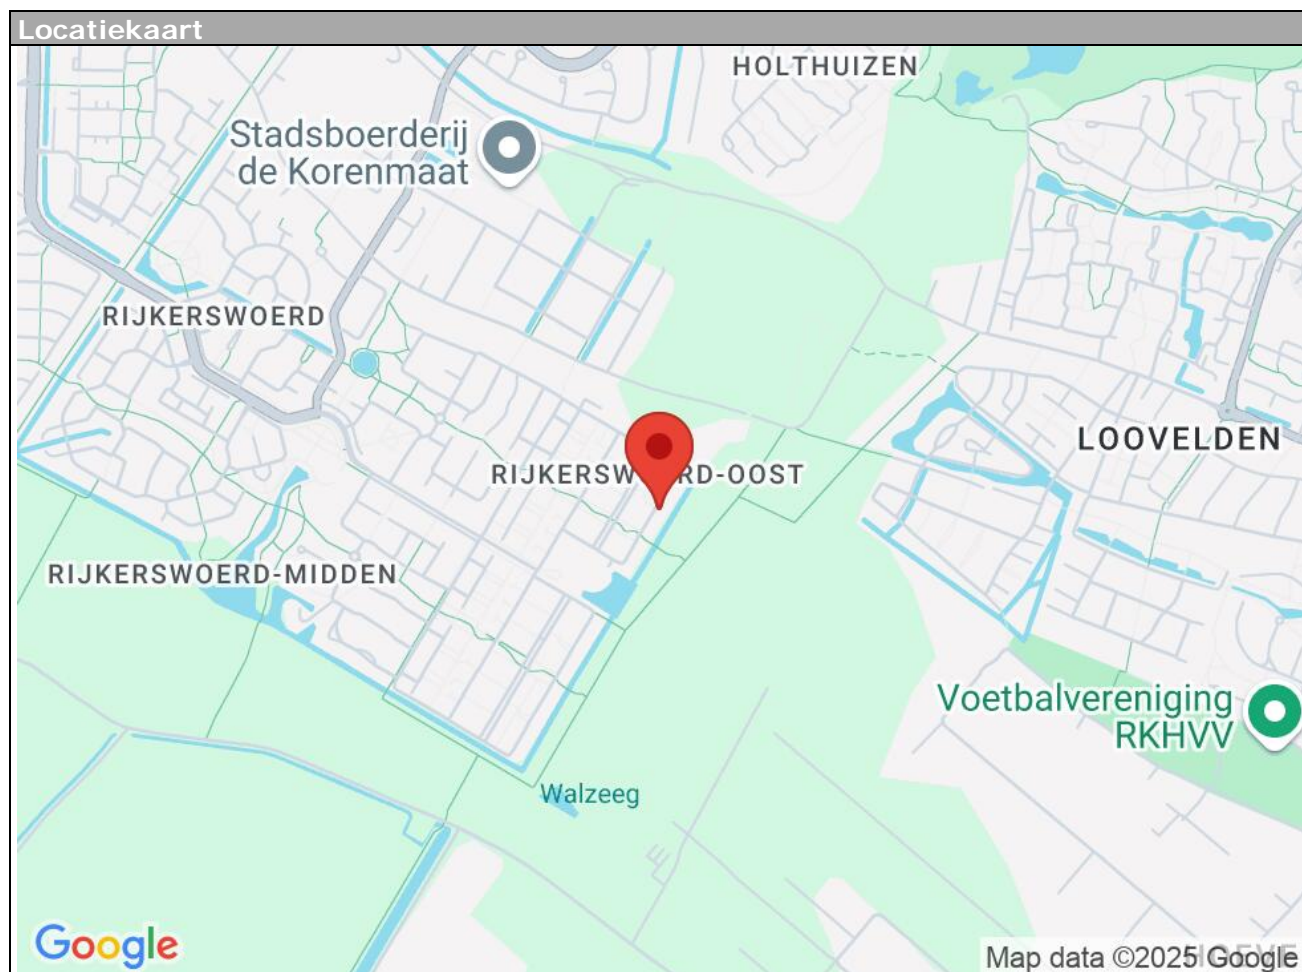 Locatiekaart
HOLTHUIZEN
Stadsboerderij
de Korenmaat
RIJKERSWOERD
LOOVELDEN
RIJKERSW RD-OOST
RIJKERSWOERD-MIDDEN
Voetbalvereniging
RKHVV
Walzeeg
Google
Map data ©2025 Google